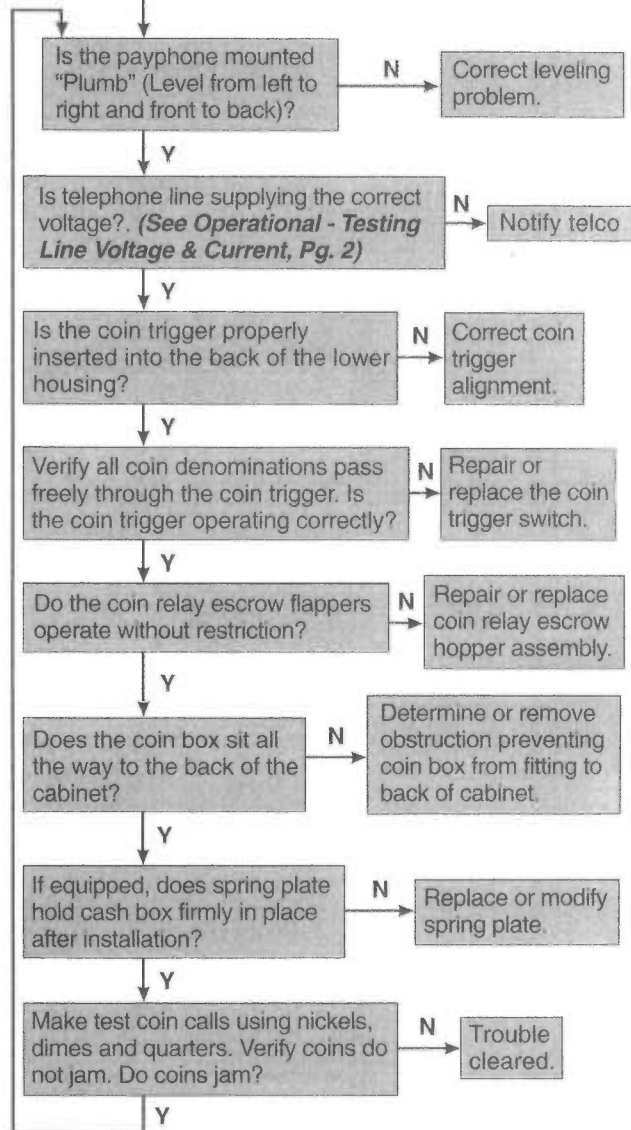 Is the payphone mounted
"Plumb" (Level from left to
right and front to back)?
N
Correct leveling
problem.
Y
Is telephone line supplying the correct
voltage?. (See Operational - Testing
Line Voltage & Current, Pg. 2)
N
Notify telco
Y
Is the coin trigger properly
inserted into the back of the lower
housing?
N
Correct coin
trigger
alignment.
Y
Verify all coin denominations pass
freely through the coin trigger. Is
the coin trigger operating correctly?
N
Repair or
replace the coin
trigger switch.
Y
Do the coin relay escrow flappers
operate without restriction?
N
Repair or replace
coin relay escrow
hopper assembly.
Y
Does the coin box sit all
the way to the back of the
cabinet?
N
Determine or remove
obstruction preventing
coin box from fitting to
back of cabinet.
Y
If equipped, does spring plate
hold cash box firmly in place
after installation?
N
Replace or modify
spring plate.
Y
Make test coin calls using nickels,
dimes and quarters. Verify coins do
not jam. Do coins jam?
N
Trouble
cleared.
Y